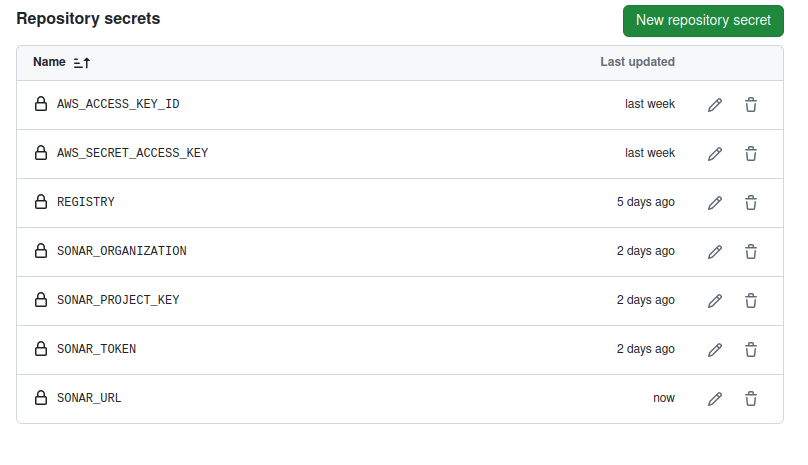 Repository secrets
New repository secret
Name Last updated
AWS_ACCESS_KEY_ID last week
AWS_SECRET_ACCESS_KEY last week
REGISTRY 5 days ago
SONAR_ORGANIZATION 2 days ago
SONAR_PROJECT_KEY 2 days ago
SONAR_TOKEN 2 days ago
SONAR_URL now